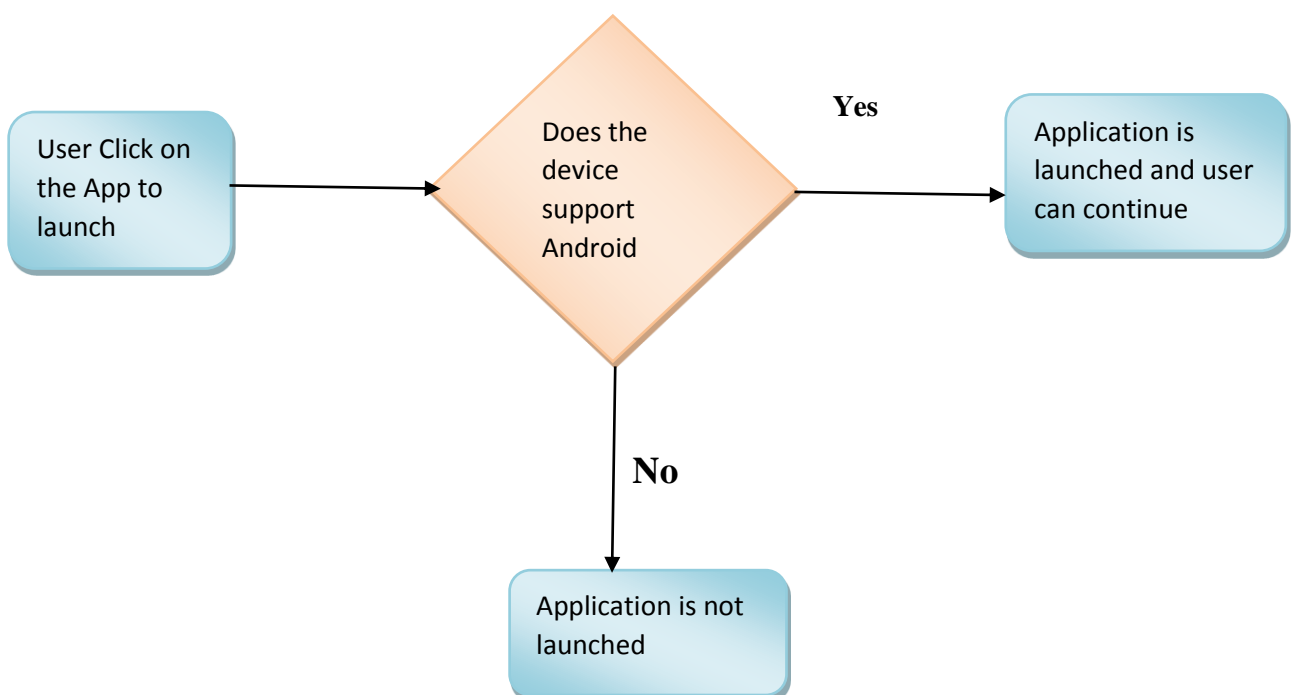 User Click on
the App to
launch
Does the
device
support
Android
Yes
Application is
launched and user
can continue
No
Application is not
launched